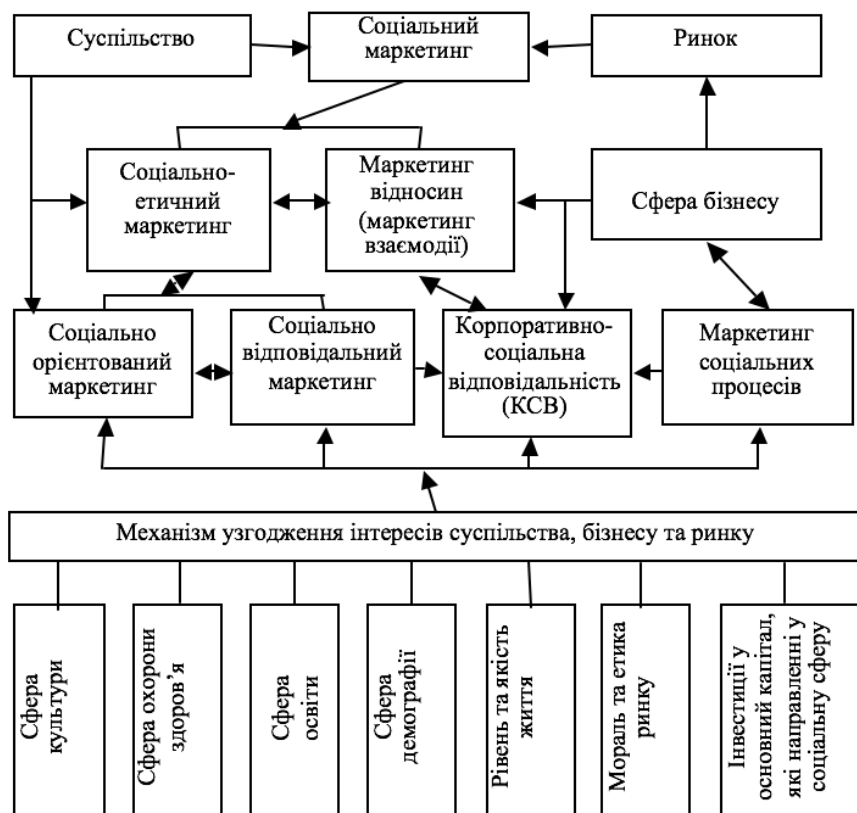 Суспільство
Соціальний
маркетинг
Ринок
Соціально-
етичний
маркетинг
Маркетинг
відносин
(маркетинг
взаємодії)
Сфера бізнесу
Соціально
орієнтований
маркетинг
Соціально
відповідальний
маркетинг
Корпоративно-
соціальна
відповідальність
(КСВ)
Маркетинг
соціальних
процесів
Механізм узгодження інтересів суспільства, бізнесу та ринку
Сфера
культури
Сфера охорони
здоров’я
Сфера
освіти
Сфера
демографії
Рівень та якість
життя
Мораль та етика
ринку
Інвестиції у
основний капітал,
які направленні у
соціальну сферу